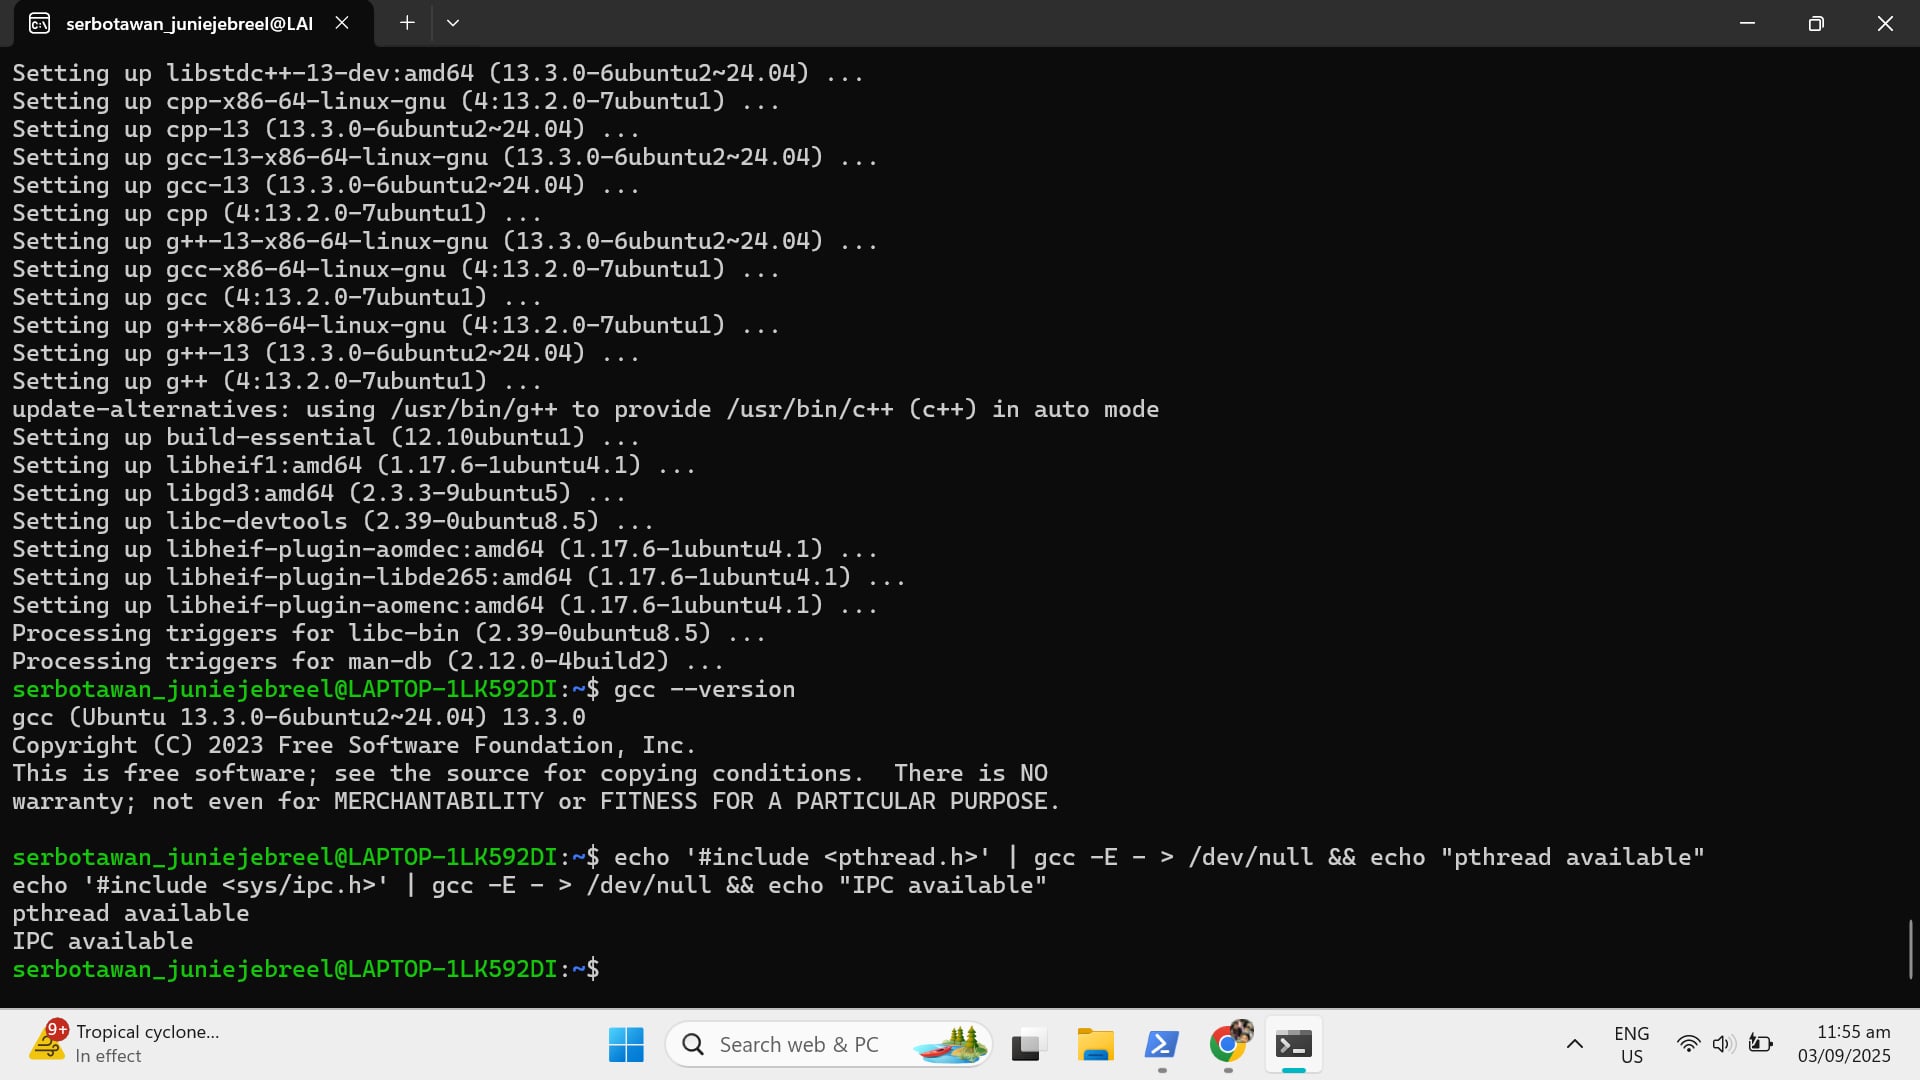 serbotawan_juniejebreel@LAI
Setting up libstdc++-13-dev:amd64 (13.3.0-6ubuntu2~24.04) ...
Setting up cpp-x86-64-linux-gnu (4:13.2.0-7ubuntu1) ...
Setting up cpp-13 (13.3.0-6ubuntu2~24.04) ...
Setting up gcc-13-x86-64-linux-gnu (13.3.0-6ubuntu2~24.04) ...
Setting up gcc-13 (13.3.0-6ubuntu2~24.04) ...
Setting up cpp (4:13.2.0-7ubuntu1) ...
Setting up g++-13-x86-64-linux-gnu (13.3.0-6ubuntu2~24.04) ...
Setting up gcc-x86-64-linux-gnu (4:13.2.0-7ubuntu1) ...
Setting up gcc (4:13.2.0-7ubuntu1) ...
Setting up g++-x86-64-linux-gnu (4:13.2.0-7ubuntu1) ...
Setting up g++-13 (13.3.0-6ubuntu2~24.04) ...
Setting up g++ (4:13.2.0-7ubuntu1) ...
update-alternatives: using /usr/bin/g++ to provide /usr/bin/c++ (c++) in auto mode
Setting up build-essential (12.10ubuntu1) ...
Setting up libheif1:amd64 (1.17.6-1ubuntu4.1) ...
Setting up libgd3:amd64 (2.3.3-9ubuntu5) ...
Setting up libc-devtools (2.39-0ubuntu8.5) ...
Setting up libheif-plugin-aomdec:amd64 (1.17.6-1ubuntu4.1) ...
Setting up libheif-plugin-libde265:amd64 (1.17.6-1ubuntu4.1) ...
Setting up libheif-plugin-aomenc:amd64 (1.17.6-1ubuntu4.1) ...
Processing triggers for libc-bin (2.39-0ubuntu8.5) ...
Processing triggers for man-db (2.12.0-4build2) ...
serbotawan_juniejebreel@LAPTOP-1LK592DI:~$ gcc --version
gcc (Ubuntu 13.3.0-6ubuntu2~24.04) 13.3.0
Copyright (C) 2023 Free Software Foundation, Inc.
This is free software; see the source for copying conditions.  There is NO
warranty; not even for MERCHANTABILITY or FITNESS FOR A PARTICULAR PURPOSE.
serbotawan_juniejebreel@LAPTOP-1LK592DI:~$ echo '#include <pthread.h>' | gcc -E - > /dev/null && echo "pthread available"
echo '#include <sys/ipc.h>' | gcc -E - > /dev/null && echo "IPC available"
pthread available
IPC available
serbotawan_juniejebreel@LAPTOP-1LK592DI:~$
9+
Tropical cyclone...
In effect
Search web & PC
ENG
US
11:55 am
03/09/2025